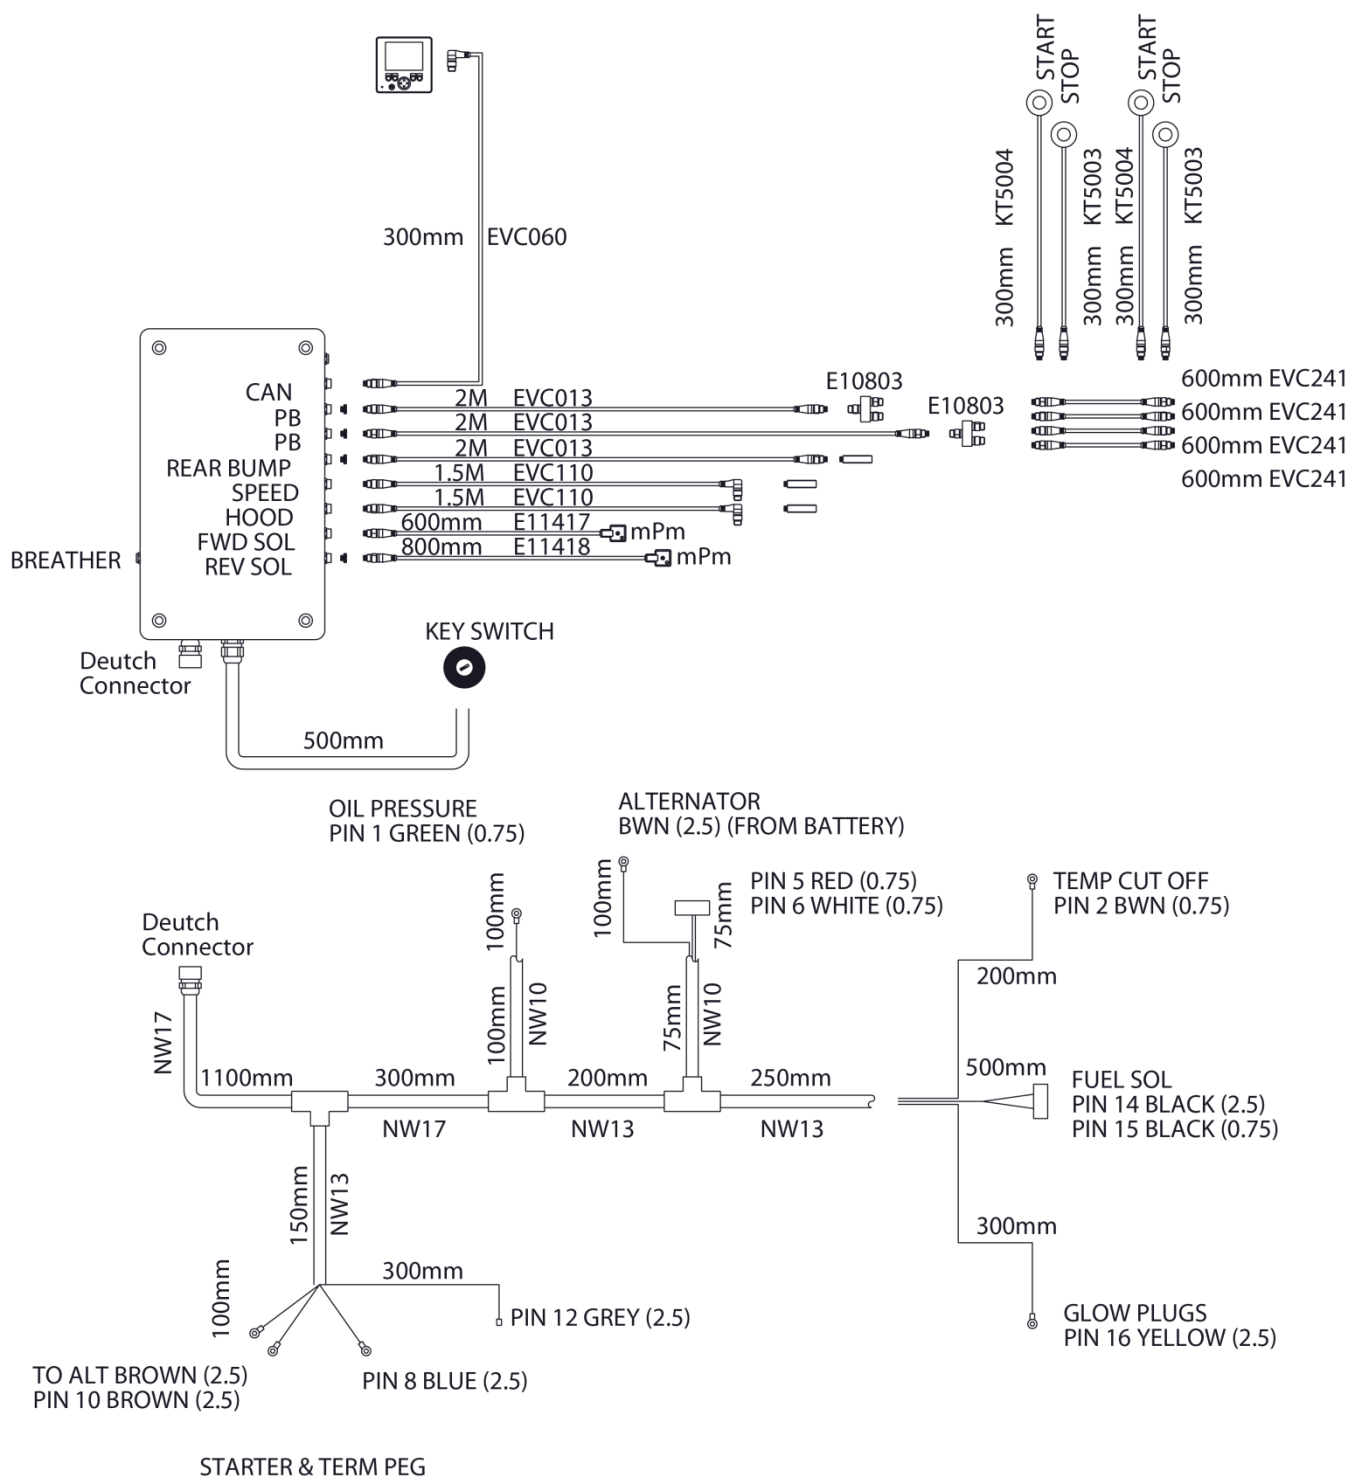 START
STOP
START
STOP
300mm KT5004
300mm KT5003
300mm KT5004
300mm KT5003
300mm EVC060
CAN
PB
PB
REAR BUMP
SPEED
HOOD
FWD SOL
REV SOL
BREATHER
2M EVC013
2M EVC013
2M EVC013
1.5M EVC110
1.5M EVC110
600mm E11417 mPm
800mm E11418 mPm
E10803
E10803
600mm EVC241
600mm EVC241
600mm EVC241
600mm EVC241
Deutch
Connector
KEY SWITCH
500mm
OIL PRESSURE
PIN 1 GREEN (0.75)
ALTERNATOR
BWN (2.5) (FROM BATTERY)
PIN 5 RED (0.75)
PIN 6 WHITE (0.75)
TEMP CUT OFF
PIN 2 BWN (0.75)
Deutch
Connector
100mm
100mm
75mm
200mm
NW17
100mm
NW10
75mm
NW10
1100mm
300mm
200mm
250mm
500mm
NW17
NW13
NW13
FUEL SOL
PIN 14 BLACK (2.5)
PIN 15 BLACK (0.75)
150mm
NW13
300mm
100mm
300mm
PIN 12 GREY (2.5)
GLOW PLUGS
PIN 16 YELLOW (2.5)
TO ALT BROWN (2.5)
PIN 10 BROWN (2.5)
PIN 8 BLUE (2.5)
STARTER & TERM PEG